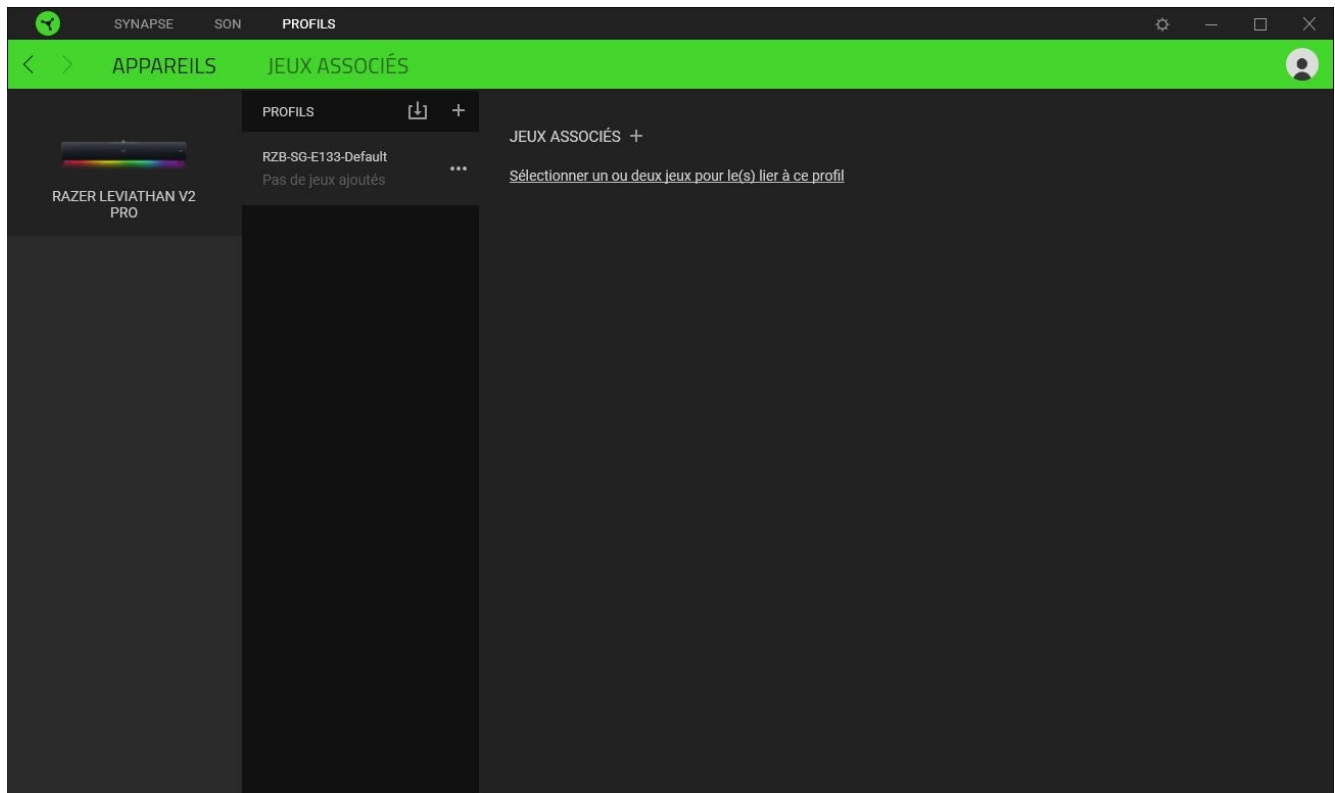 SYNAPSE SON PROFILS
APPAREILS JEUX ASSOCIÉS
PROFILS
RZB-SG-E133-Default
Pas de jeux ajoutés
RAZER LEVIATHAN V2
PRO
JEUX ASSOCIÉS +
Sélectionner un ou deux jeux pour le(s) lier à ce profil